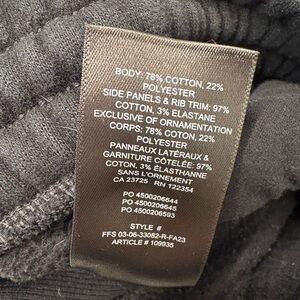 BODY: 78% COTTON, 22%
POLYESTER
SIDE PANELS & RIB TRIM: 97%
COTTON, 3% ELASTANE
EXCLUSIVE OF ORNAMENTATION
CORPS: 78% COTON, 22%
POLYESTER
PANNEAUX LATÉRAUX &
GARNITURE CÔTELÉE: 97%
COTON, 3% ÉLASTHANNE
SANS L'ORNEMENT
CA 23725 RN 122354
PO 4500206644
PO 4500206645
PO 4500206593
STYLE #
FFS 03-06-33082-R-FA23
ARTICLE # 109935